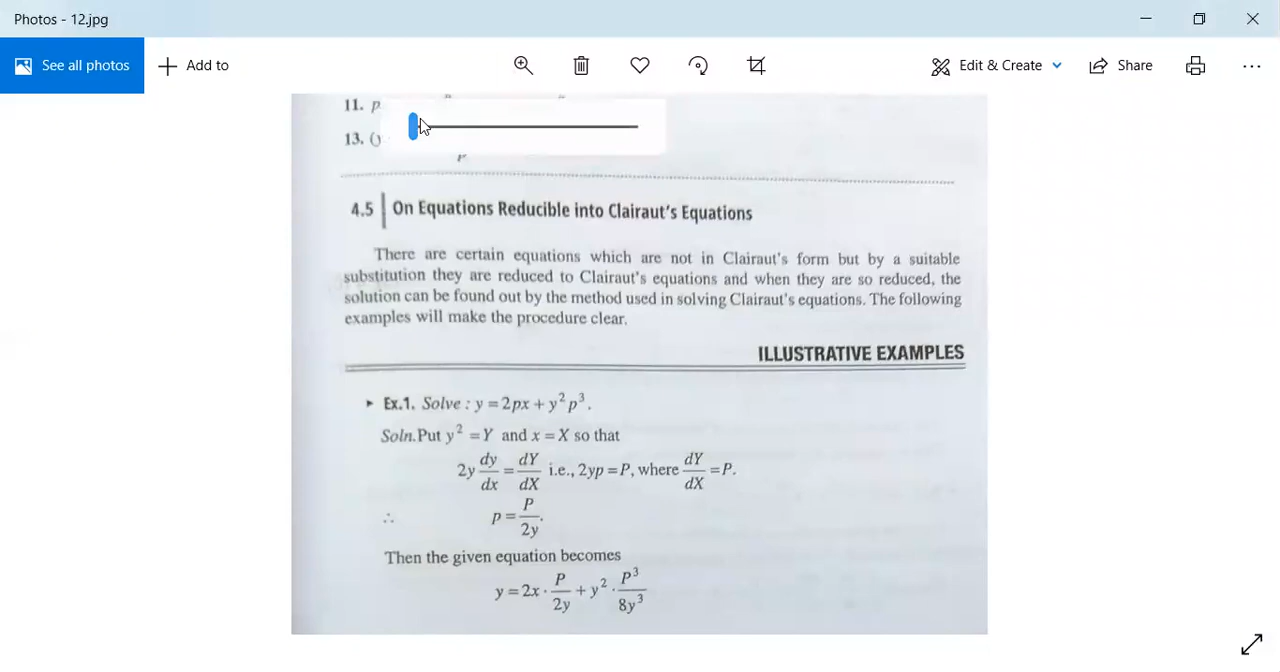 Photos - 12.jpg
See all photos
Add to
Edit & Create
Share
11. p
13. (y
4.5 On Equations Reducible into Clairaut's Equations
There are certain equations which are not in Clairaut's form but by a suitable
substitution they are reduced to Clairaut's equations and when they are so reduced, the
solution can be found out by the method used in solving Clairaut's equations. The following
examples will make the procedure clear.
ILLUSTRATIVE EXAMPLES
Ex.1. Solve : y = 2px + y² p³.
Soln. Put y² = Y and x = X so that
2y dy/dx = dY/dX i.e., 2yp = P, where dY/dX = P.
∴ p = P/2y.
Then the given equation becomes
y = 2x · P/2y + y² · P³/8y³